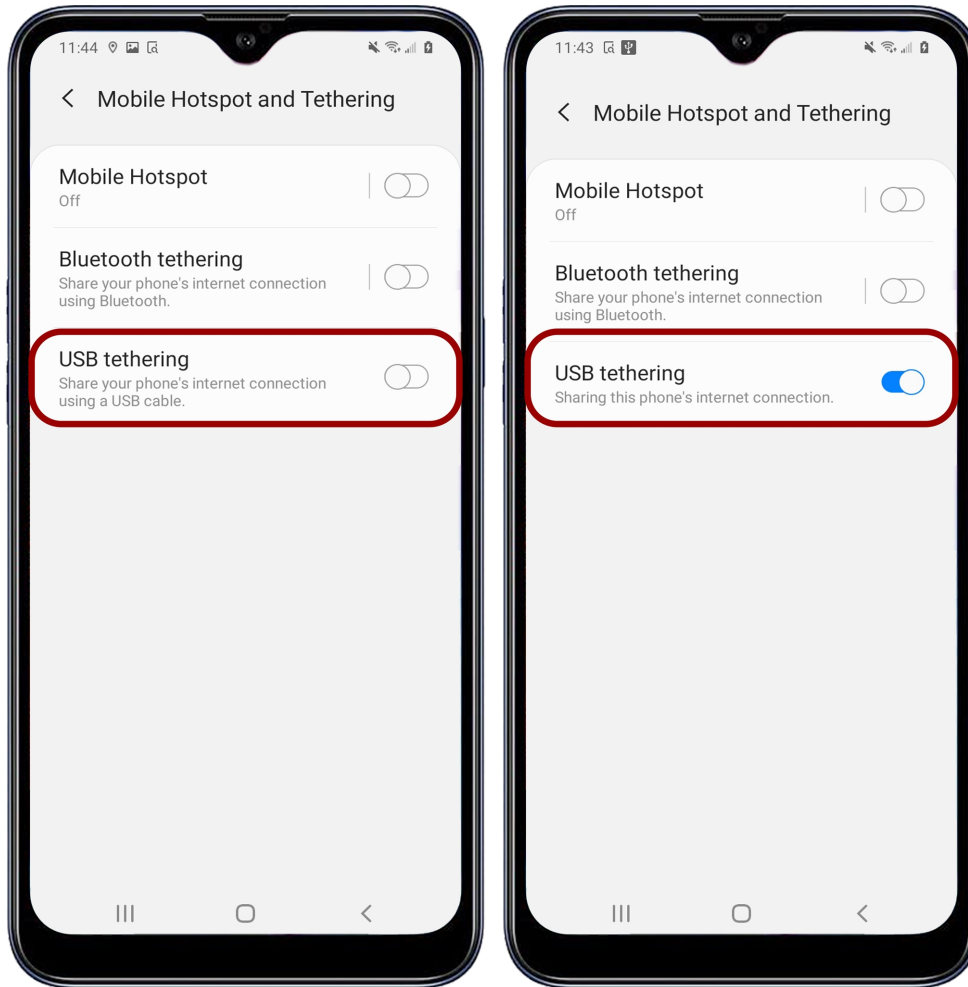 11:44
Mobile Hotspot and Tethering
Mobile Hotspot
Off
Bluetooth tethering
Share your phone's internet connection
using Bluetooth.
USB tethering
Share your phone's internet connection
using a USB cable.
11:43
Mobile Hotspot and Tethering
Mobile Hotspot
Off
Bluetooth tethering
Share your phone's internet connection
using Bluetooth.
USB tethering
Sharing this phone's internet connection.